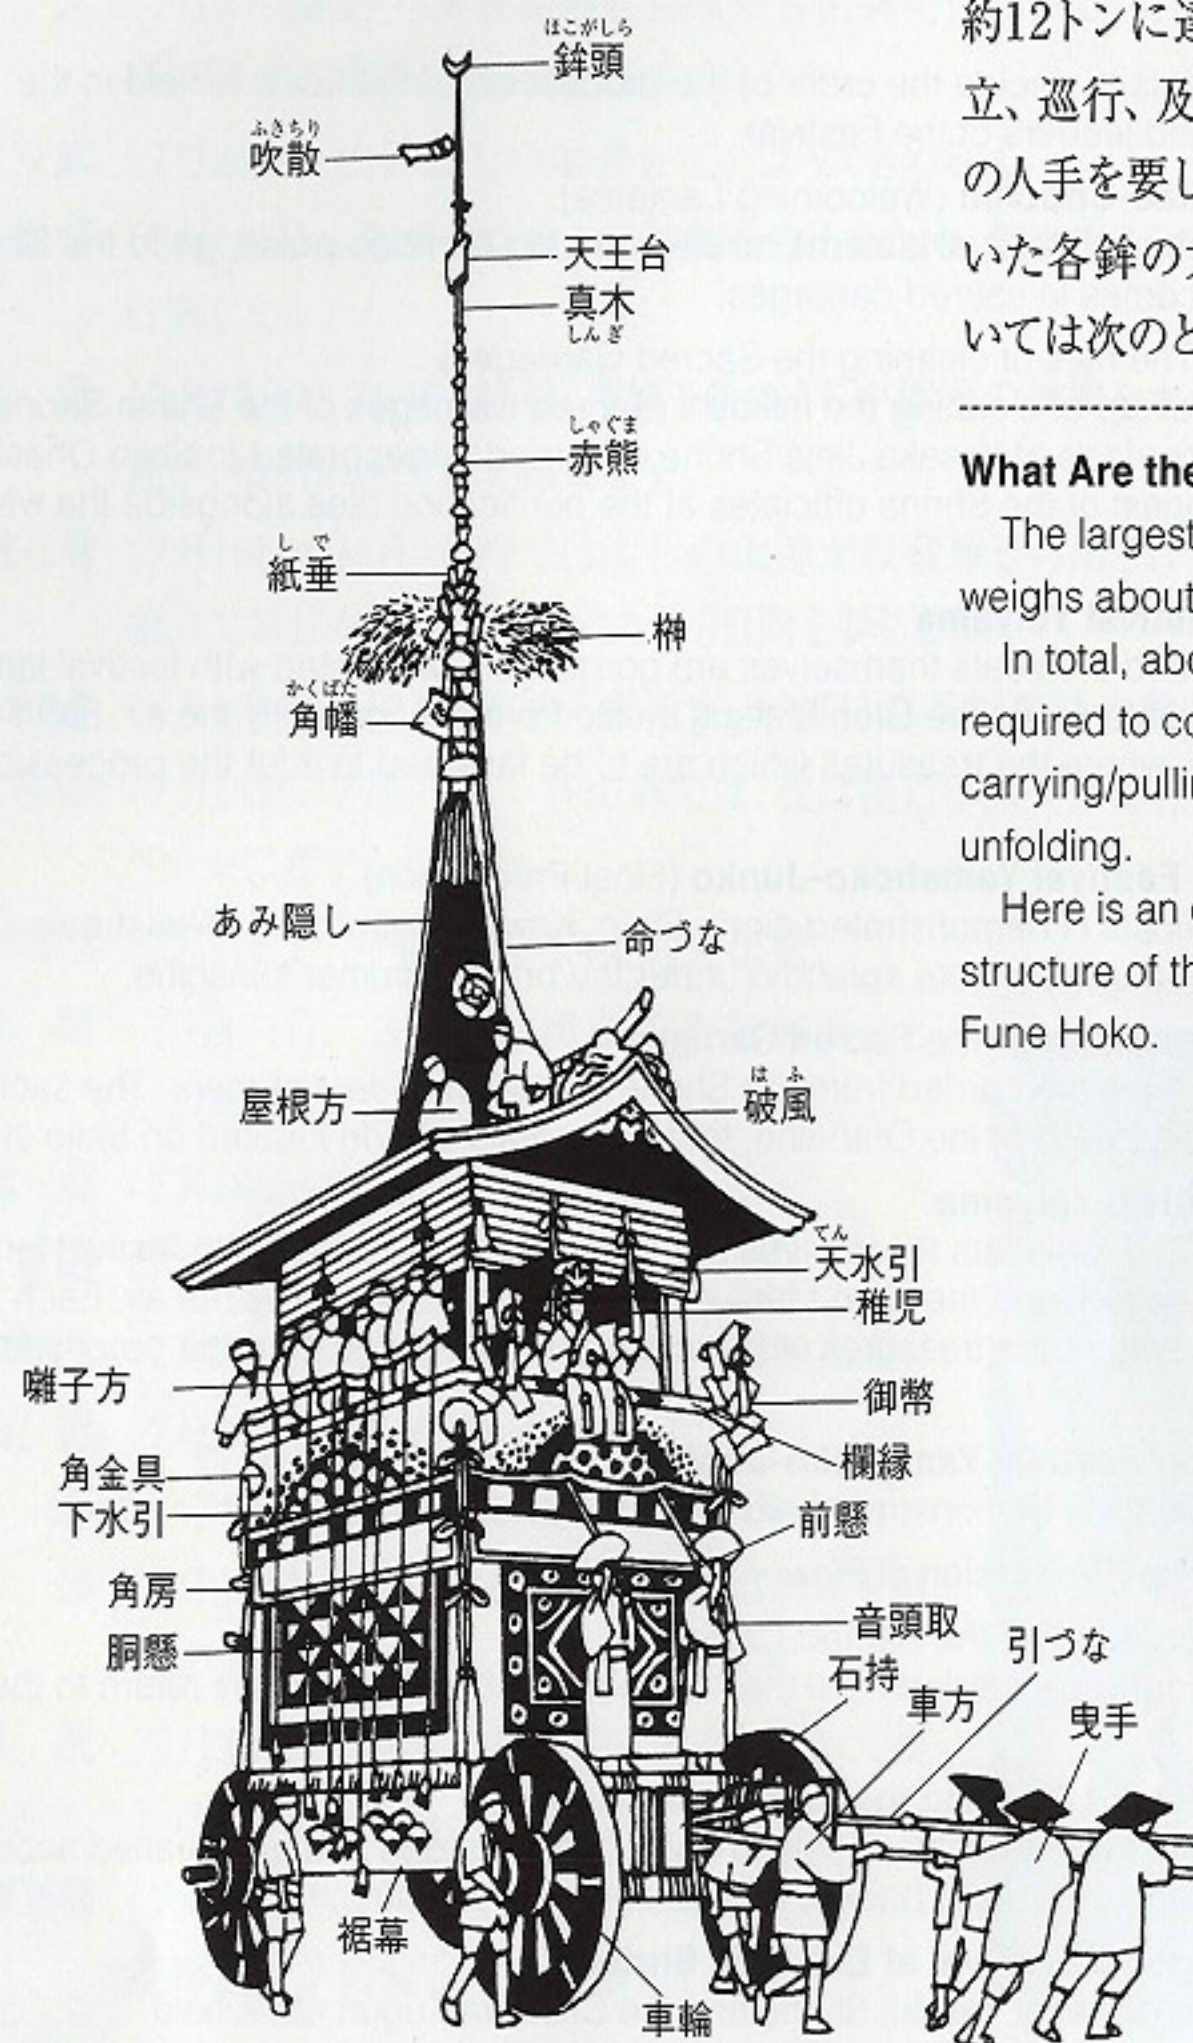 ほこがしら
鉾頭
ふきちり
吹散
天王台
真木
しんぎ
しゃぐま
赤熊
しで
紙垂
榊
かくばた
角幡
あみ隠し
命づな
屋根方
はふ
破風
てん
天水引
稚児
囃子方
御幣
欄縁
角金具
下水引
前懸
角房
音頭取
胴懸
引づな
石持
車方
曳手
裾幕
車輪
約12トンに達
立、巡行、及
の人手を要し
いた各鉾の
いては次のと
What Are the
The largest
weighs about
In total, abo
required to co
carrying/pullin
unfolding.
Here is an
structure of th
Fune Hoko.